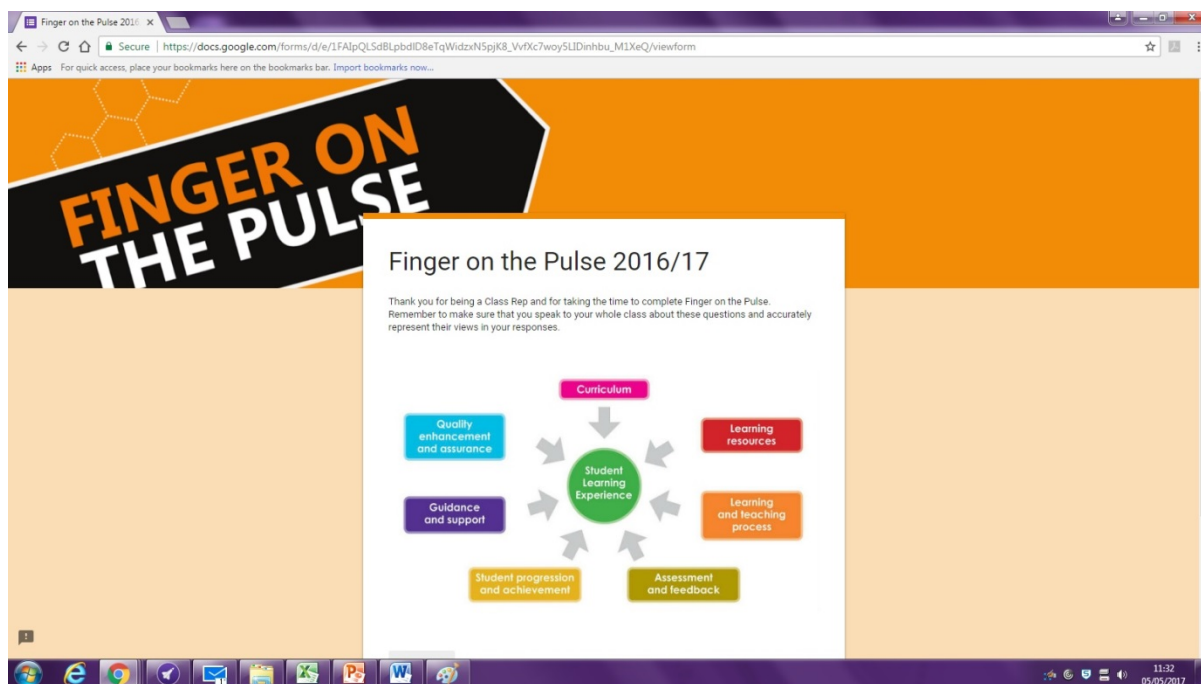 Finger on the Pulse 2016
Secure | https://docs.google.com/forms/d/e/1FAIpQLSdBLpbdID8eTqWidzxN5pjK8_VvfXc7woy5LIDinhbu_M1XeQ/viewform
Apps For quick access, place your bookmarks here on the bookmarks bar. Import bookmarks now...
FINGER ON
THE PULSE
Finger on the Pulse 2016/17
Thank you for being a Class Rep and for taking the time to complete Finger on the Pulse.
Remember to make sure that you speak to your whole class about these questions and accurately
represent their views in your responses.
Curriculum
Quality
enhancement
and assurance
Learning
resources
Student
Learning
Experience
Guidance
and support
Learning
and teaching
process
Student progression
and achievement
Assessment
and feedback
11:32
05/05/2017